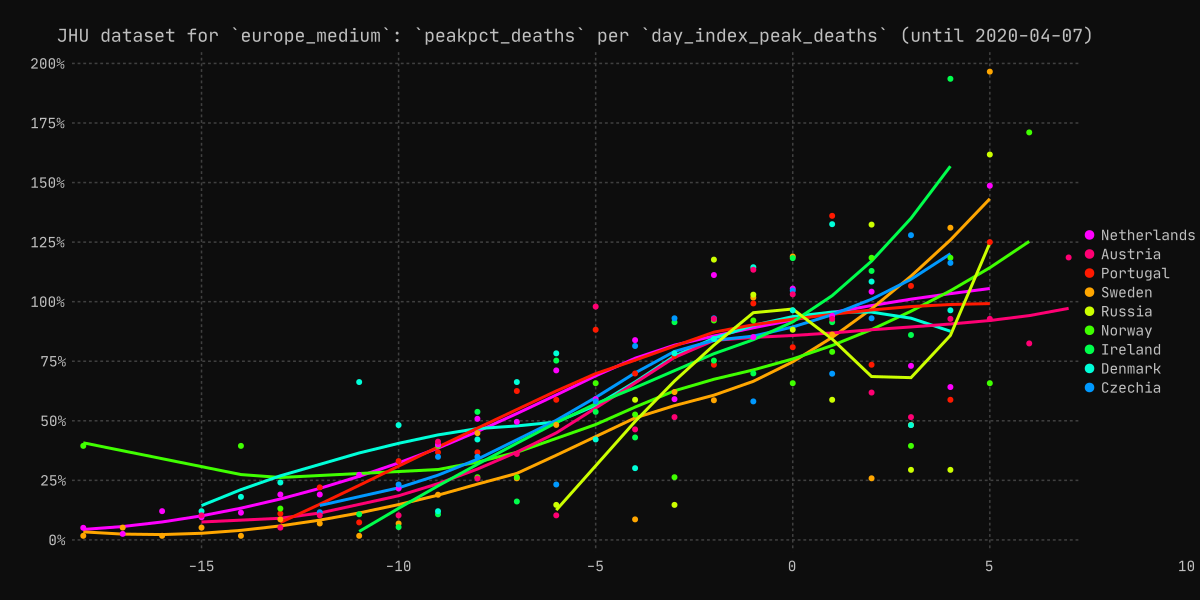 JHU dataset for `europe_medium`: `peakpct_deaths` per `day_index_peak_deaths` (until 2020-04-07)
200%
175%
150%
125%
100%
75%
50%
25%
0%
-15
-10
-5
0
5
10
Netherlands
Austria
Portugal
Sweden
Russia
Norway
Ireland
Denmark
Czechia